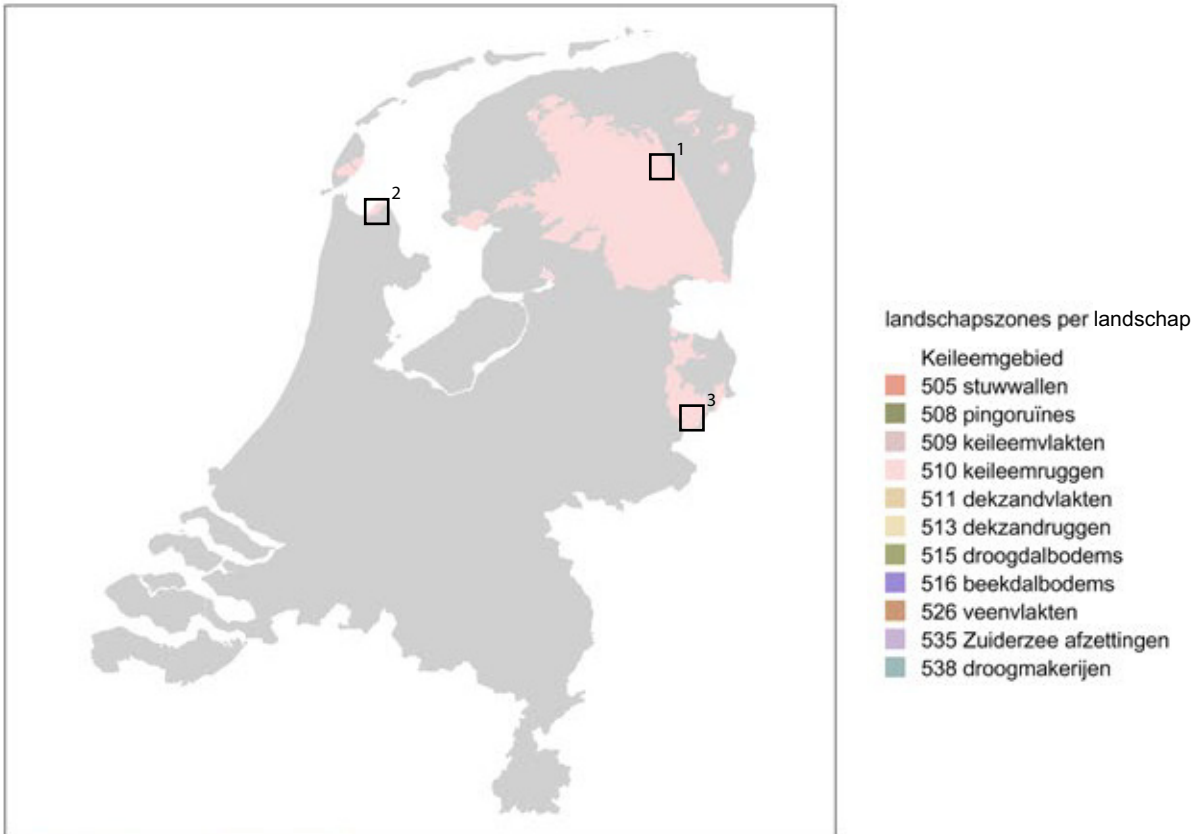 1
2
3
landschapszones per landschap
Keileemgebied
505 stuwwallen
508 pingoruïnes
509 keileemvlakten
510 keileemruggen
511 dekzandvlakten
513 dekzandruggen
515 droogdalbodems
516 beekdalbodems
526 veenvlakten
535 Zuiderzee afzettingen
538 droogmakerijen